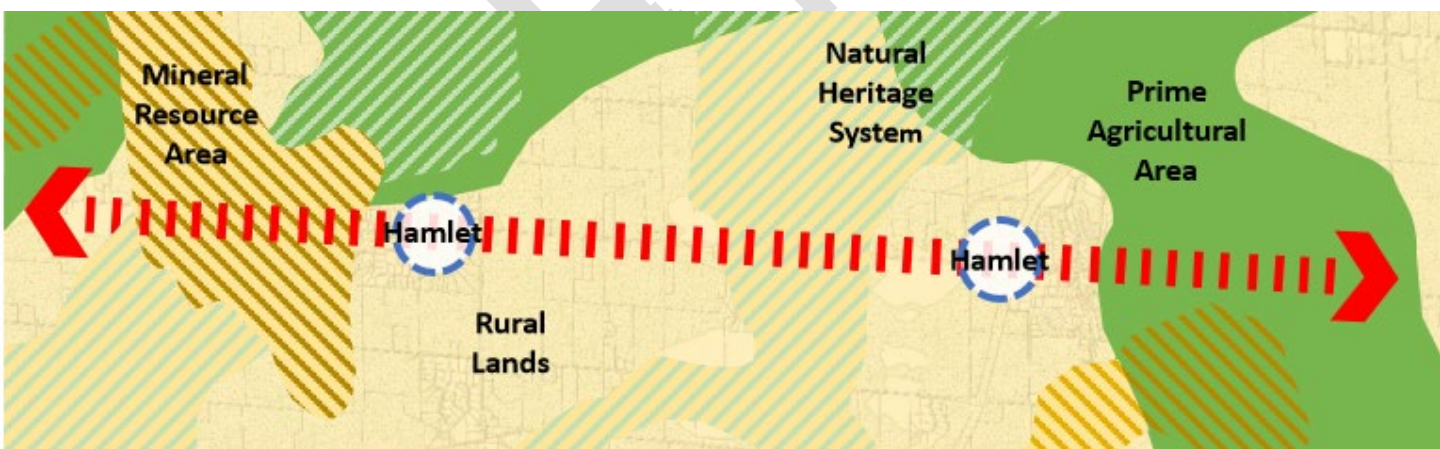 Mineral
Resource
Area
Natural
Heritage
System
Prime
Agricultural
Area
Hamlet
Hamlet
Rural
Lands